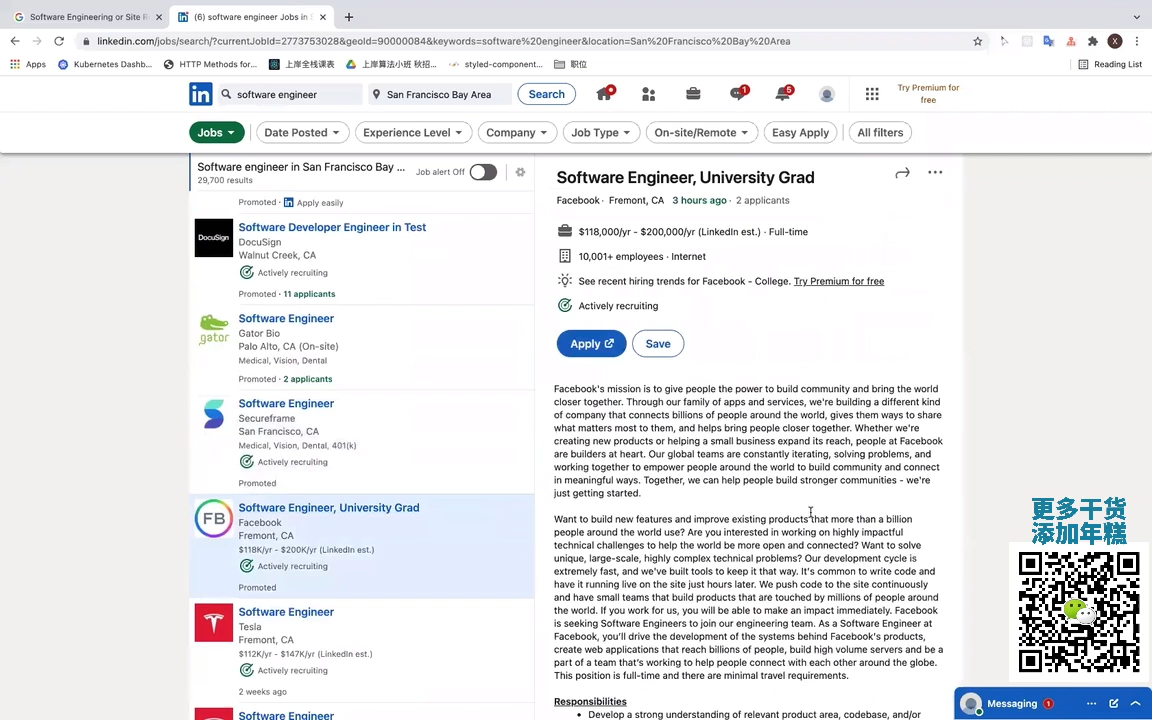 Software Engineering or Site R
(6) software engineer Jobs in S
linkedin.com/jobs/search/?currentJobId=2773753028&geoId=90000084&keywords=software%20engineer&location=San%20Francisco%20Bay%20Area
Apps
Kubernetes Dashb...
HTTP Methods for...
上岸全栈课表
上岸算法小班 秋招...
styled-component...
职位
Reading List
software engineer
San Francisco Bay Area
Search
1
5
Try Premium for
free
Jobs
Date Posted
Experience Level
Company
Job Type
On-site/Remote
Easy Apply
All filters
Software engineer in San Francisco Bay ...
29,700 results
Job alert Off
Promoted · Apply easily
DocuSign
Software Developer Engineer in Test
DocuSign
Walnut Creek, CA
Actively recruiting
Promoted · 11 applicants
gator
Software Engineer
Gator Bio
Palo Alto, CA (On-site)
Medical, Vision, Dental
Promoted · 2 applicants
Software Engineer
Secureframe
San Francisco, CA
Medical, Vision, Dental, 401(k)
Actively recruiting
Promoted
FB
Software Engineer, University Grad
Facebook
Fremont, CA
$118K/yr - $200K/yr (LinkedIn est.)
Actively recruiting
Promoted
Software Engineer
Tesla
Fremont, CA
$112K/yr - $147K/yr (LinkedIn est.)
Actively recruiting
2 weeks ago
Software Engineer
Software Engineer, University Grad
Facebook · Fremont, CA 3 hours ago · 2 applicants
$118,000/yr - $200,000/yr (LinkedIn est.) · Full-time
10,001+ employees · Internet
See recent hiring trends for Facebook - College. Try Premium for free
Actively recruiting
Apply
Save
Facebook's mission is to give people the power to build community and bring the world
closer together. Through our family of apps and services, we're building a different kind
of company that connects billions of people around the world, gives them ways to share
what matters most to them, and helps bring people closer together. Whether we're
creating new products or helping a small business expand its reach, people at Facebook
are builders at heart. Our global teams are constantly iterating, solving problems, and
working together to empower people around the world to build community and connect
in meaningful ways. Together, we can help people build stronger communities - we're
just getting started.
Want to build new features and improve existing products that more than a billion
people around the world use? Are you interested in working on highly impactful
technical challenges to help the world be more open and connected? Want to solve
unique, large-scale, highly complex technical problems? Our development cycle is
extremely fast, and we've built tools to keep it that way. It's common to write code and
have it running live on the site just hours later. We push code to the site continuously
and have small teams that build products that are touched by millions of people around
the world. If you work for us, you will be able to make an impact immediately. Facebook
is seeking Software Engineers to join our engineering team. As a Software Engineer at
Facebook, you'll drive the development of the systems behind Facebook's products,
create web applications that reach billions of people, build high volume servers and be a
part of a team that's working to help people connect with each other around the globe.
This position is full-time and there are minimal travel requirements.
Responsibilities
Develop a strong understanding of relevant product area, codebase, and/or
更多干货
添加年糕
Messaging 1